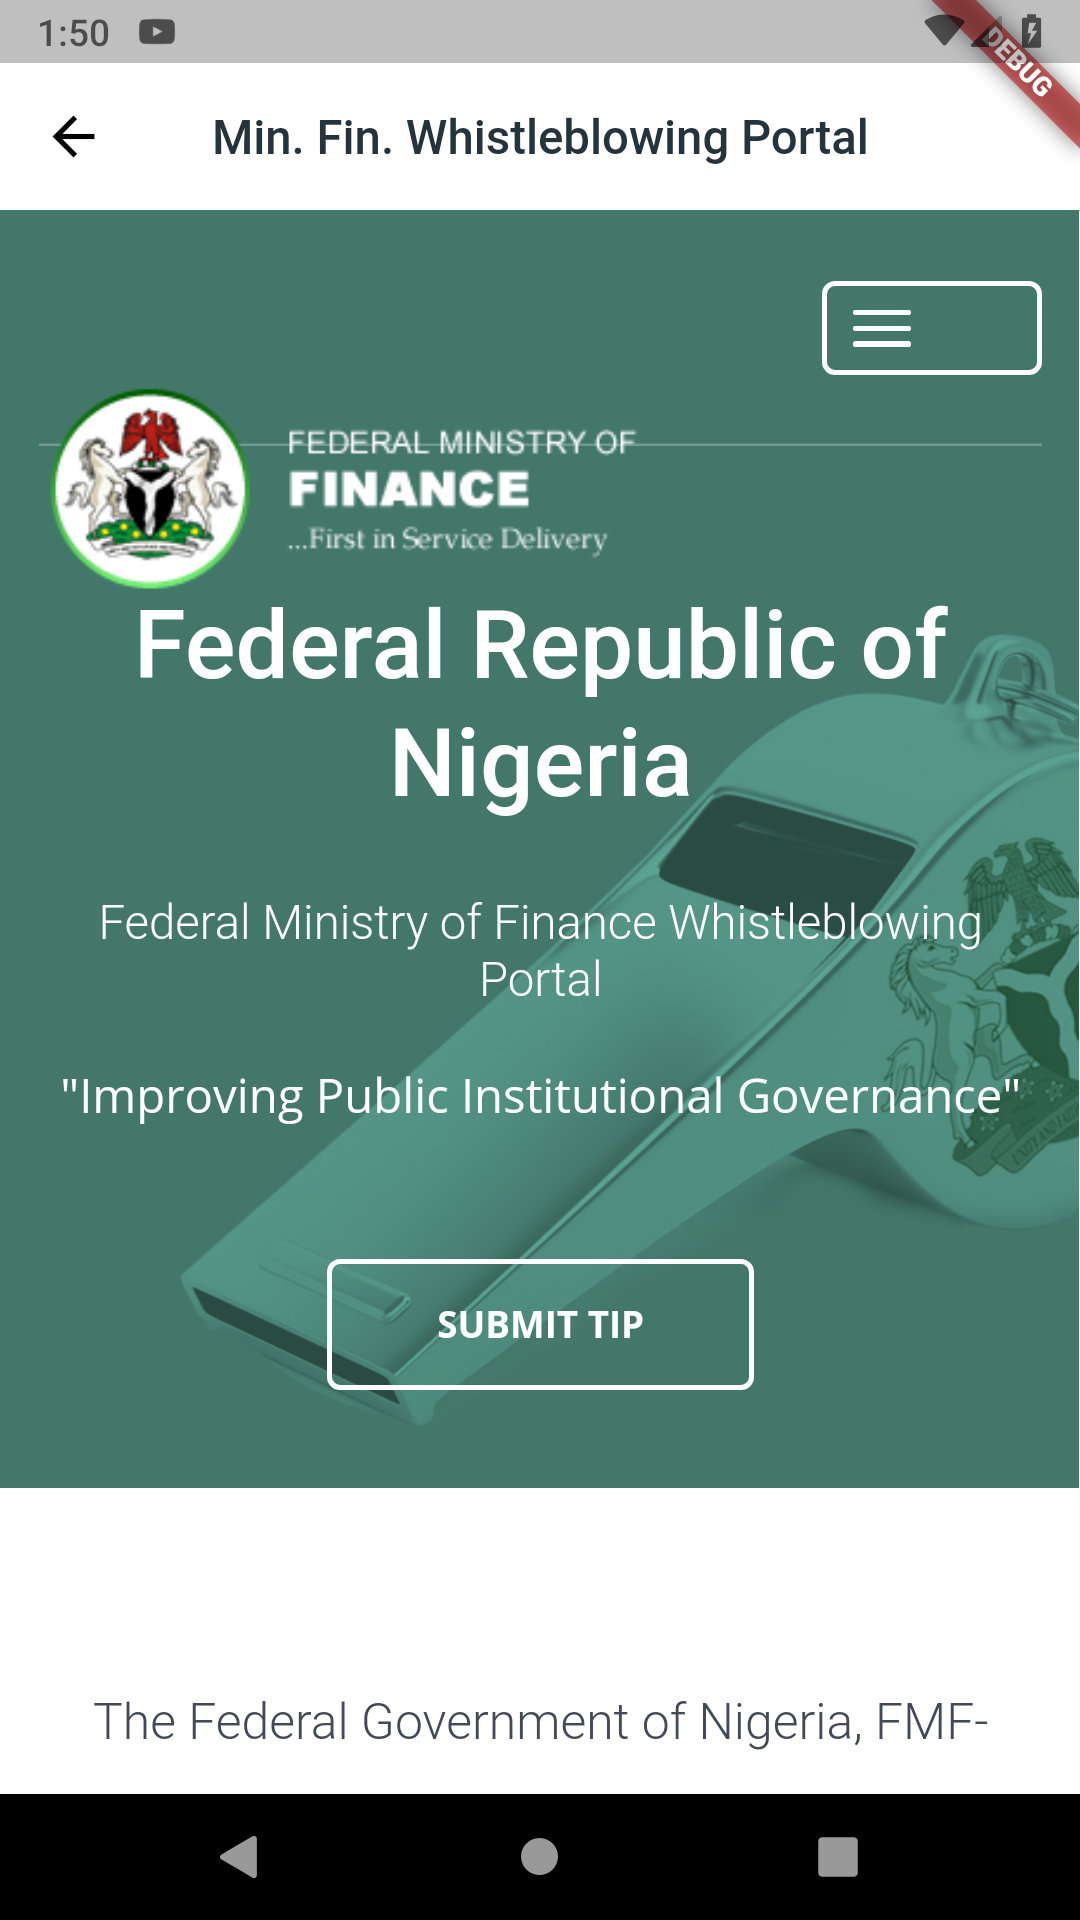 1:50
DEBUG
Min. Fin. Whistleblowing Portal
FEDERAL MINISTRY OF
FINANCE
...First in Service Delivery
Federal Republic of
Nigeria
Federal Ministry of Finance Whistleblowing
Portal
"Improving Public Institutional Governance"
SUBMIT TIP
The Federal Government of Nigeria, FMF-